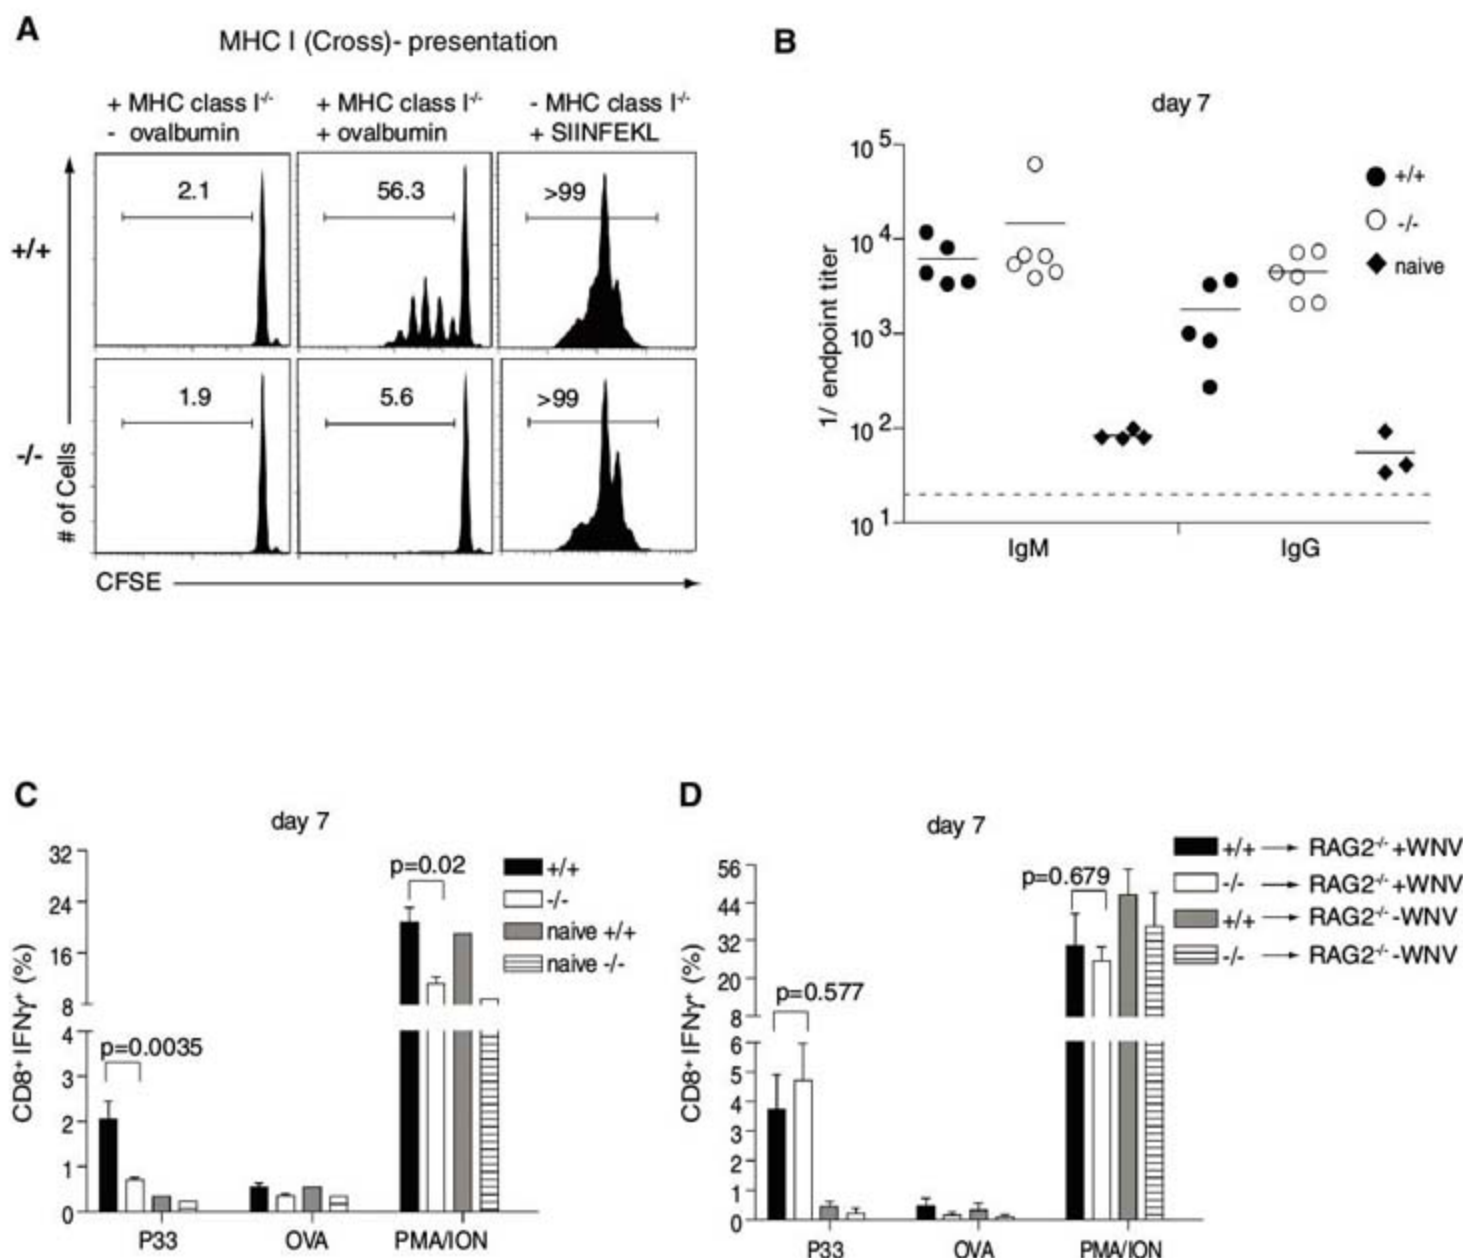 A
MHC I (Cross)- presentation
+ MHC class I-/-
- ovalbumin
+ MHC class I-/-
+ ovalbumin
- MHC class I-/-
+ SIINFEKL
+/+
2.1
56.3
>99
-/-
1.9
5.6
>99
# of Cells
CFSE
B
day 7
1/ endpoint titer
10 5
10 4
10 3
10 2
10 1
IgM
IgG
+/+
-/-
naive
C
day 7
CD8+ IFNγ+ (%)
32
24
16
8
4
3
2
1
0
p=0.0035
p=0.02
+/+
-/-
naive +/+
naive -/-
P33
OVA
PMA/ION
D
day 7
CD8+ IFNγ+ (%)
56
44
32
20
8
6
5
4
3
2
1
0
p=0.577
p=0.679
+/+ → RAG2-/- +WNV
-/- → RAG2-/- +WNV
+/+ → RAG2-/- -WNV
-/- → RAG2-/- -WNV
P33
OVA
PMA/ION